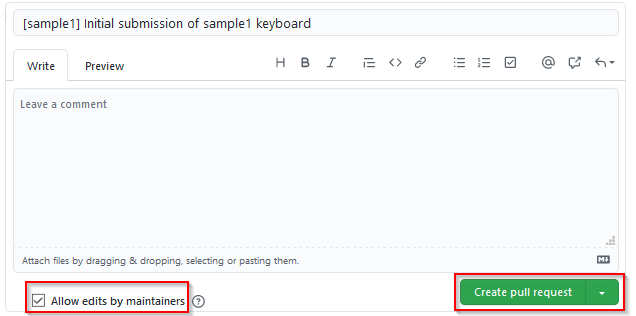 [sample1] Initial submission of sample1 keyboard
Write Preview H B I @
Leave a comment
Attach files by dragging & dropping, selecting or pasting them.
Allow edits by maintainers ?
Create pull request